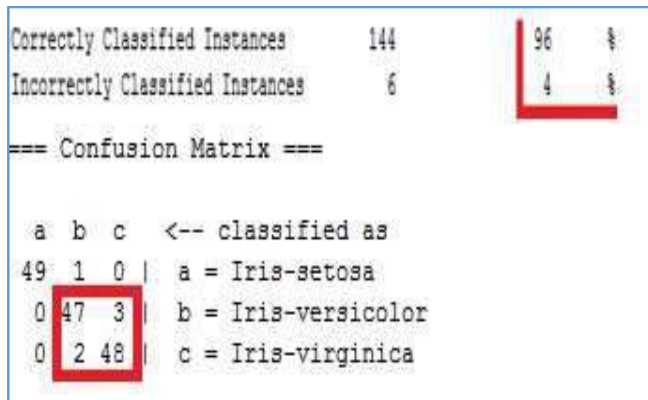 Correctly Classified Instances 144 96 %
Incorrectly Classified Instances 6 4 %
=== Confusion Matrix ===
a b c <-- classified as
49 1 0 | a = Iris-setosa
0 47 3 | b = Iris-versicolor
0 2 48 | c = Iris-virginica